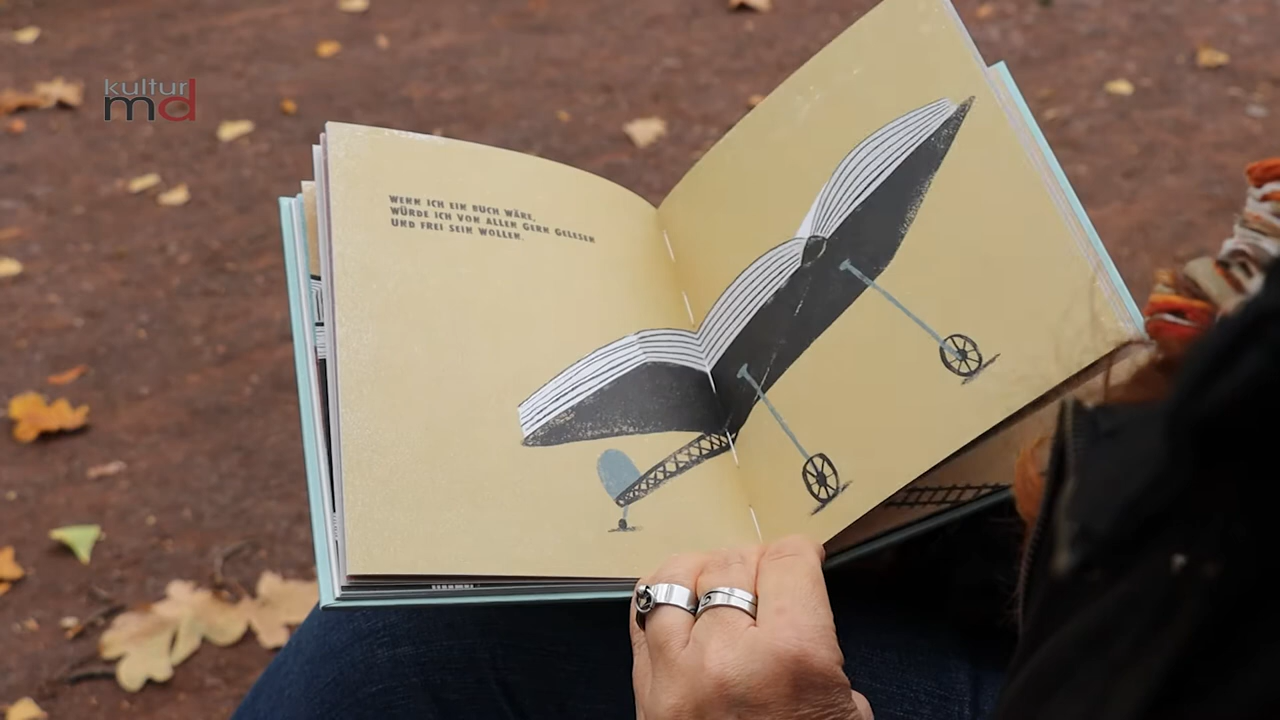 kultur
md
WENN ICH EIN BUCH WÄRE,
WÜRDE ICH VON ALLEN GERN GELESEN
UND FREI SEIN WOLLEN.